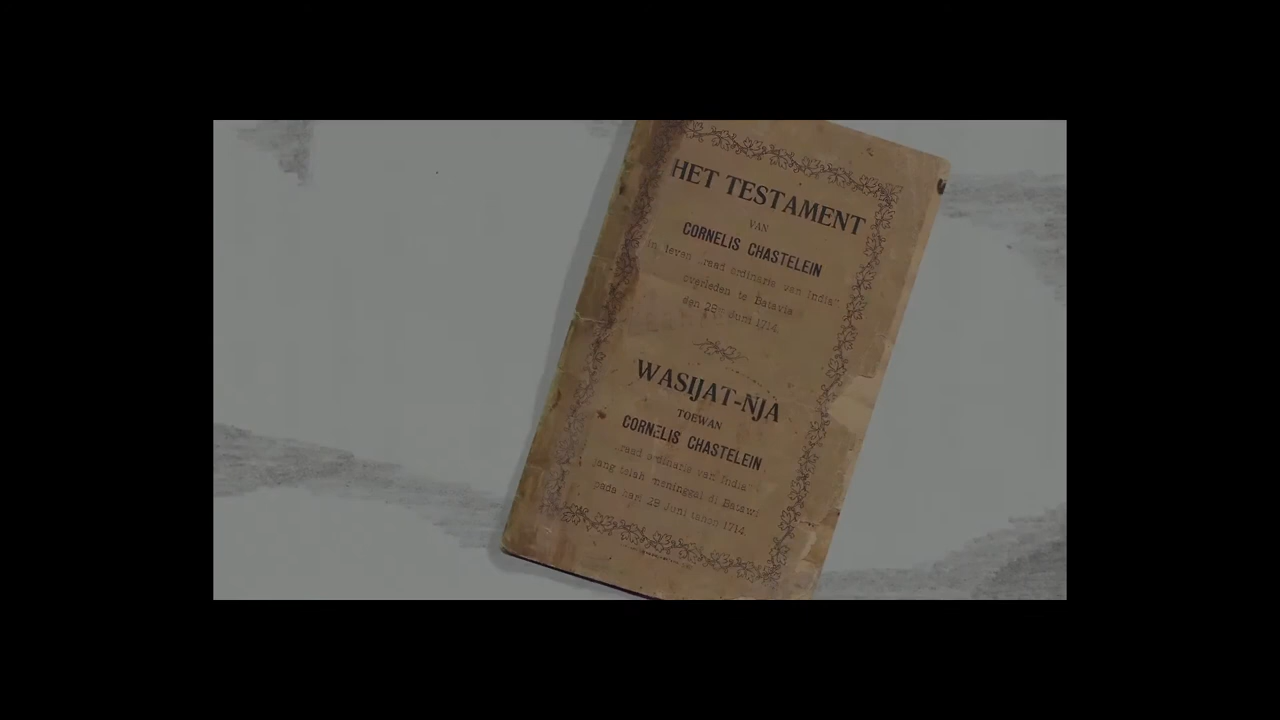 HET TESTAMENT
VAN
CORNELIS CHASTELEIN
in leven raad ordinaris van India
overleden te Batavia
den 28 Juni 1714.
WASIJAT-NJA
TOEWAN
CORNELIS CHASTELEIN
raad ordinaris van India
jang telah meninggal di Batawi
pada hari 28 Juni tahon 1714.